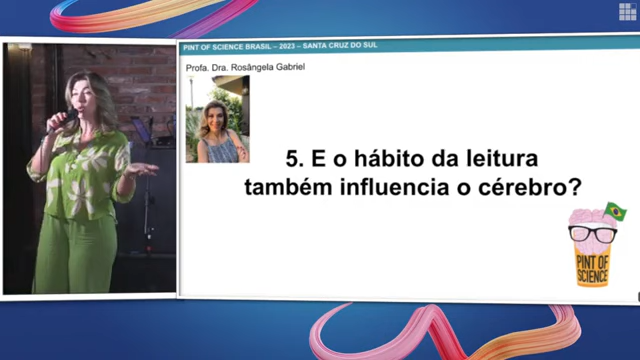 PINT OF SCIENCE BRASIL – 2023 – SANTA CRUZ DO SUL
Profa. Dra. Rosângela Gabriel
5. E o hábito da leitura
também influencia o cérebro?
PINT OF
SCIENCE